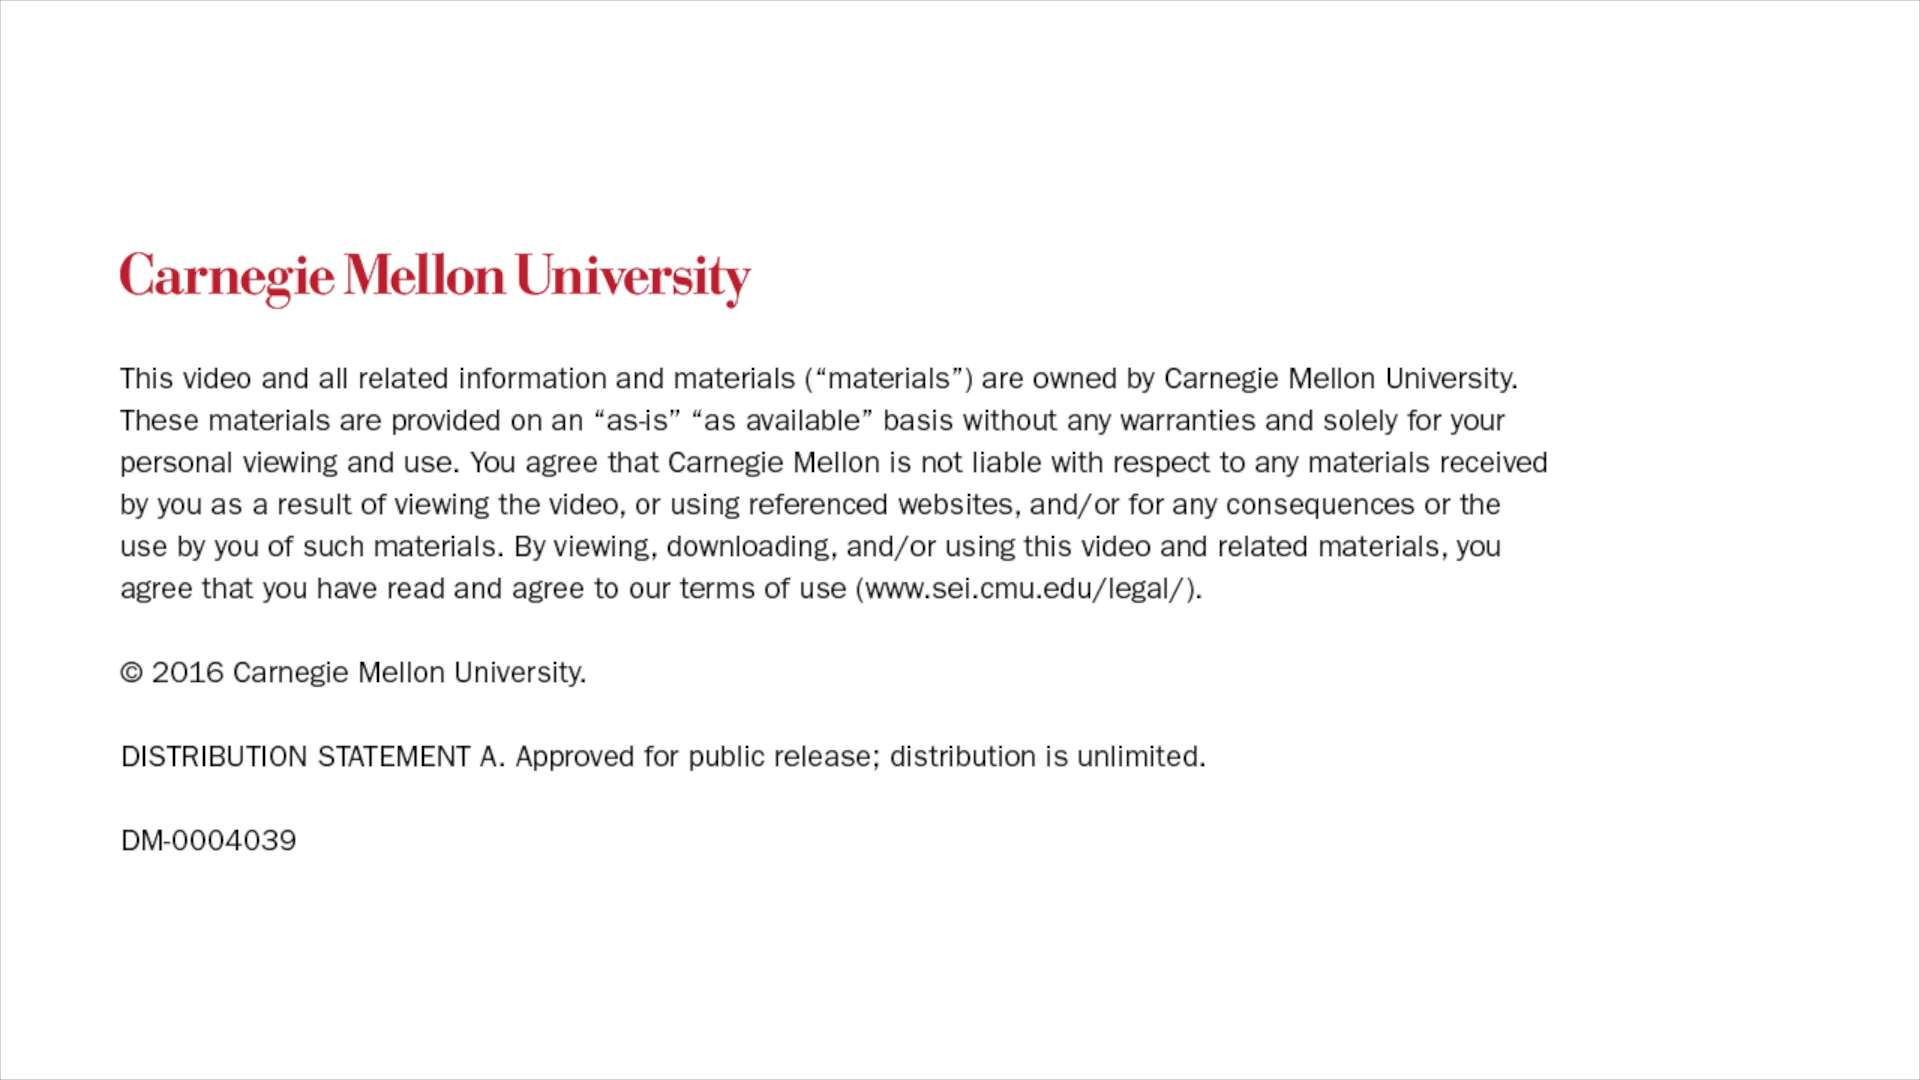 Carnegie Mellon University
This video and all related information and materials (“materials”) are owned by Carnegie Mellon University.
These materials are provided on an “as-is” “as available” basis without any warranties and solely for your
personal viewing and use. You agree that Carnegie Mellon is not liable with respect to any materials received
by you as a result of viewing the video, or using referenced websites, and/or for any consequences or the
use by you of such materials. By viewing, downloading, and/or using this video and related materials, you
agree that you have read and agree to our terms of use (www.sei.cmu.edu/legal/).
© 2016 Carnegie Mellon University.
DISTRIBUTION STATEMENT A. Approved for public release; distribution is unlimited.
DM-0004039